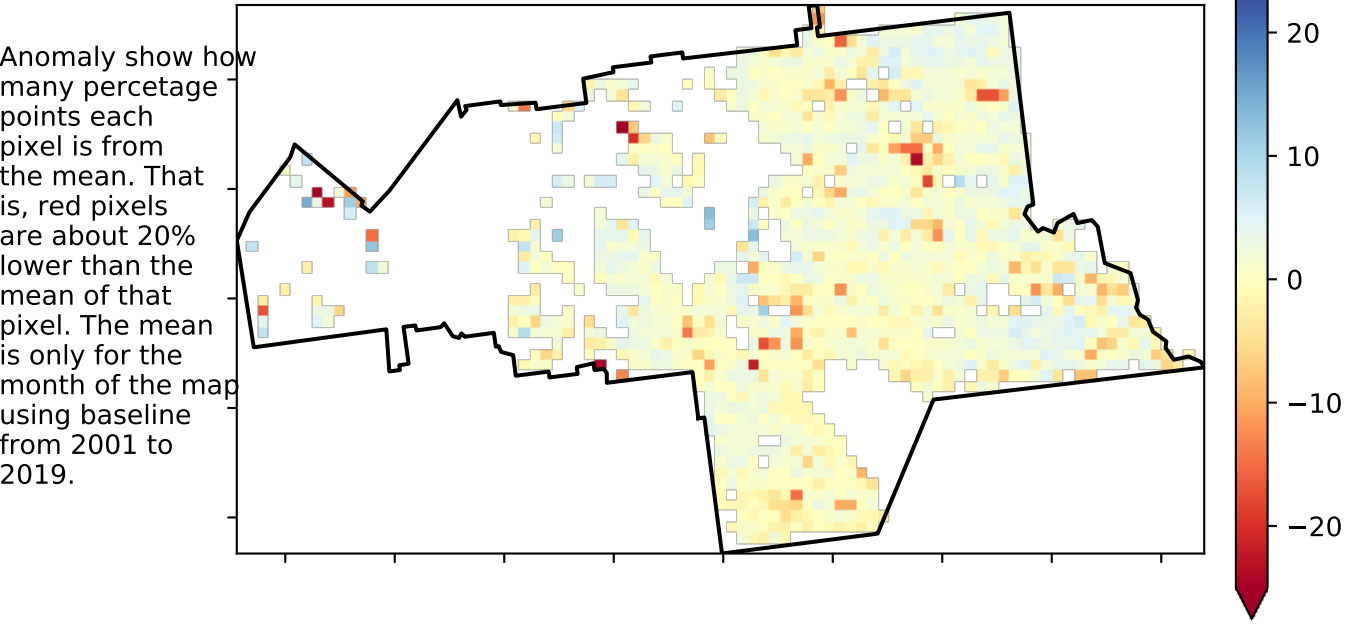 Anomaly show how
many percetage
points each
pixel is from
the mean. That
is, red pixels
are about 20%
lower than the
mean of that
pixel. The mean
is only for the
month of the map
using baseline
from 2001 to
2019.
20
10
0
−10
−20